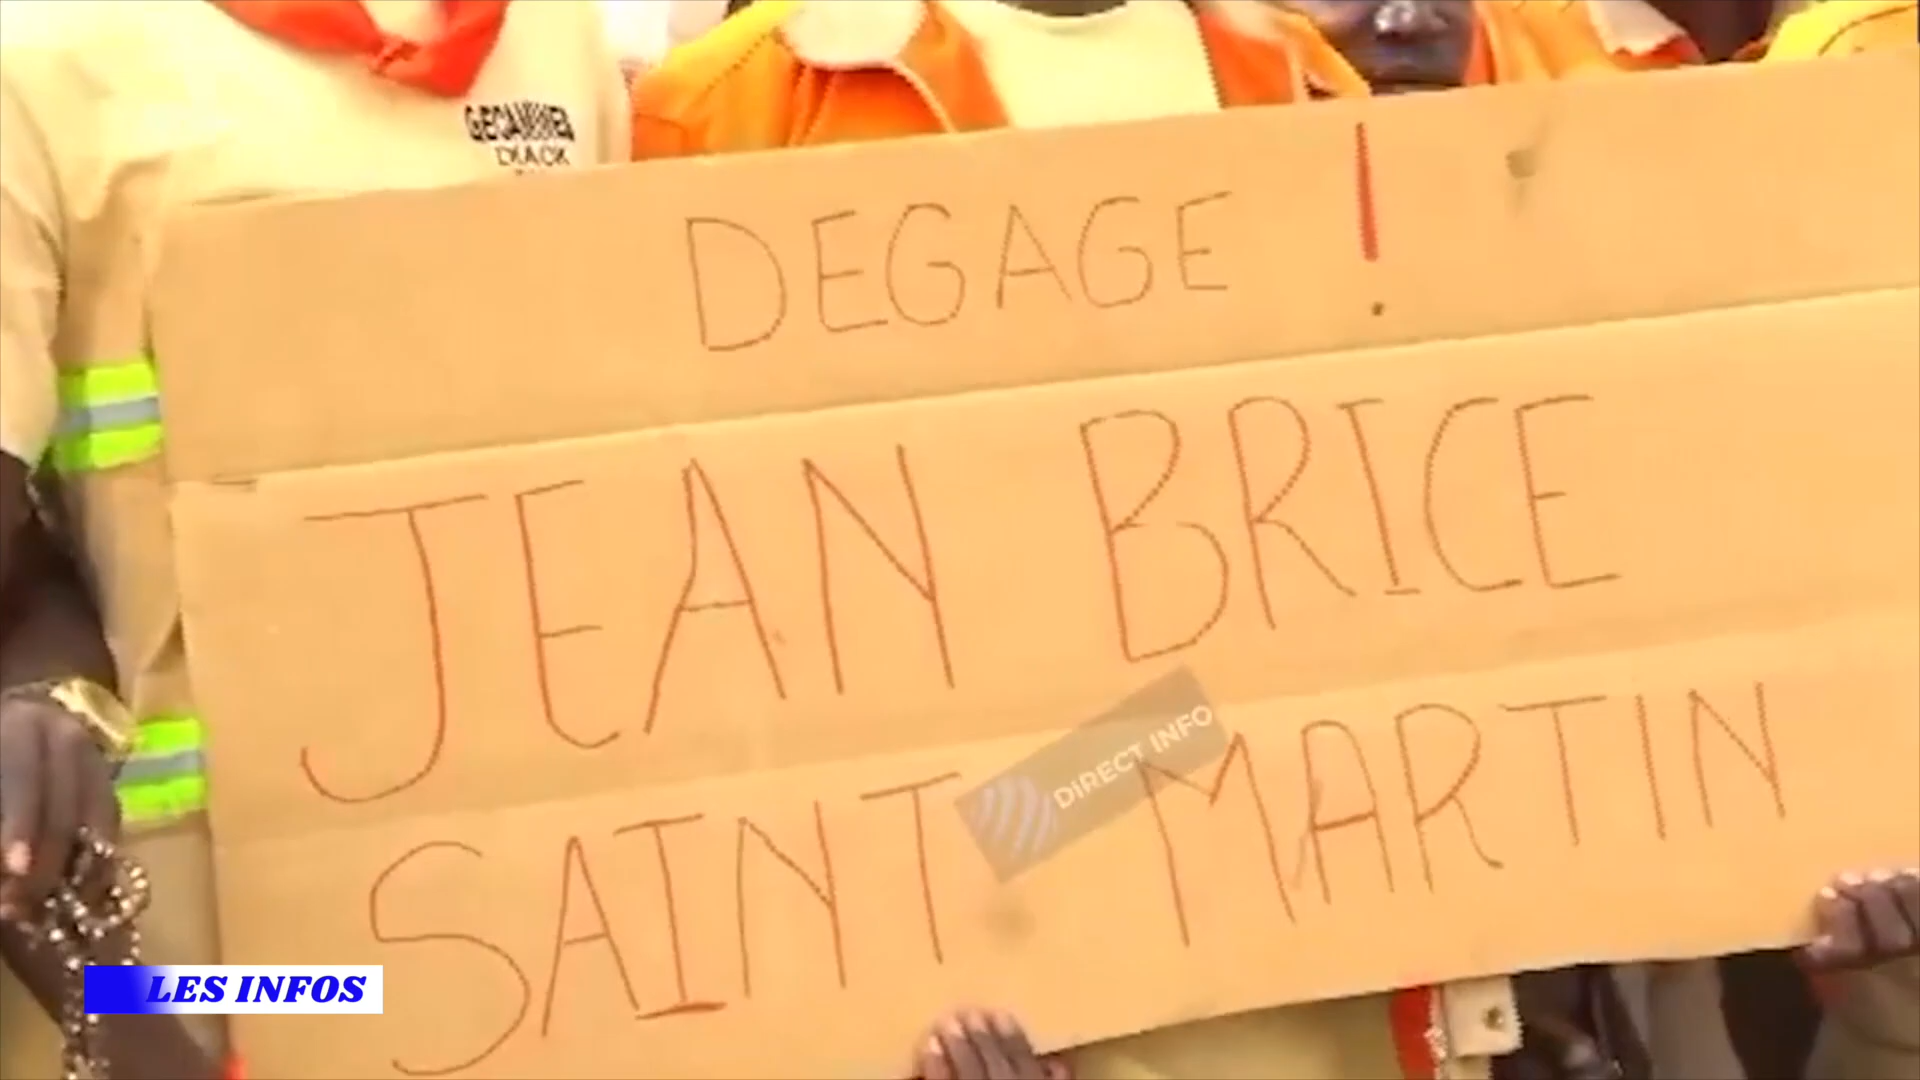 DEGAGE !
JEAN BRICE
SAINT MARTIN
DIRECT INFO
LES INFOS